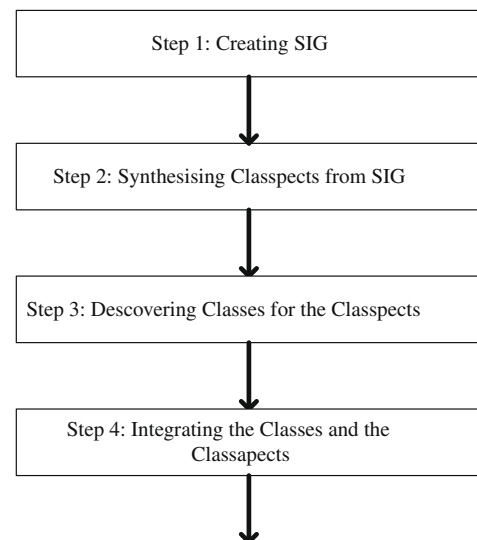 Step 1: Creating SIG
Step 2: Synthesising Classpects from SIG
Step 3: Descovering Classes for the Classpects
Step 4: Integrating the Classes and the
Classapects